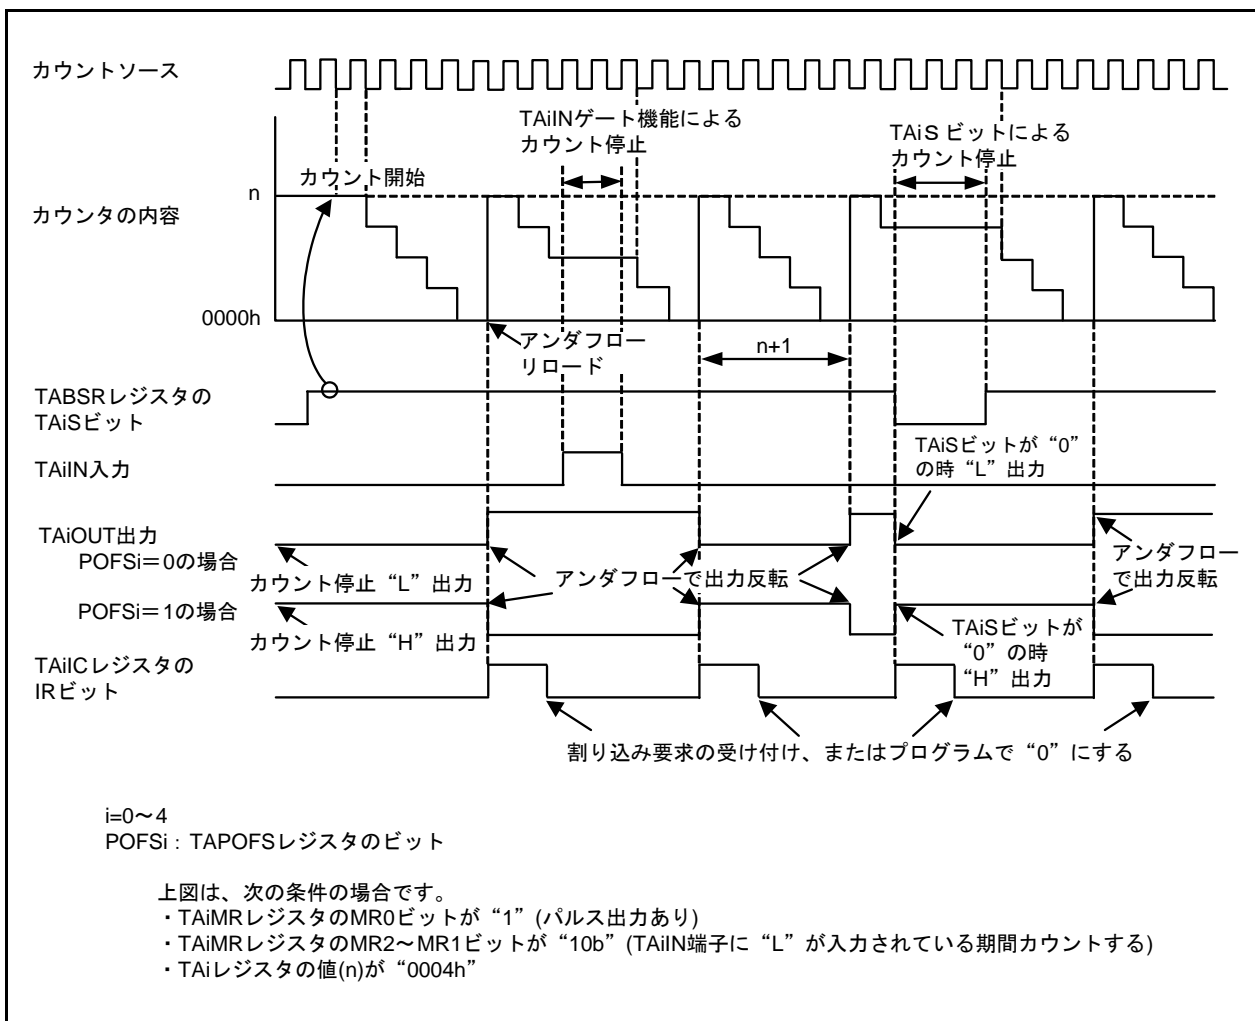 カウントソース
TAiINゲート機能による
カウント停止
TAiS ビットによる
カウント停止
カウント開始
n
カウンタの内容
0000h
アンダフロー
リロード
n+1
TABSRレジスタの
TAiSビット
TAiSビットが“0”
の時“L”出力
TAiIN入力
TAiOUT出力
POFSi=0の場合
カウント停止“L”出力
アンダフローで出力反転
アンダフロー
で出力反転
POFSi=1の場合
カウント停止“H”出力
TAiSビットが
“0”の時
“H”出力
TAiICレジスタの
IRビット
割り込み要求の受け付け、またはプログラムで“0”にする
i=0～4
POFSi：TAPOFSレジスタのビット
上図は、次の条件の場合です。
・TAiMRレジスタのMR0ビットが“1”(パルス出力あり)
・TAiMRレジスタのMR2～MR1ビットが“10b”(TAiIN端子に“L”が入力されている期間カウントする)
・TAiレジスタの値(n)が“0004h”